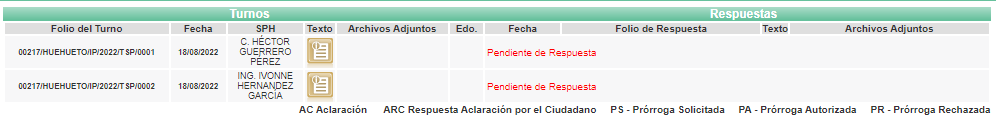 Turnos Respuestas
Folio del Turno Fecha SPH Texto Archivos Adjuntos Edo. Fecha Folio de Respuesta Texto Archivos Adjuntos
00217/HUEHUETO/IP/2022/TSP/0001 18/08/2022 C. HÉCTOR GUERRERO PÉREZ Pendiente de Respuesta
00217/HUEHUETO/IP/2022/TSP/0002 18/08/2022 ING. IVONNE HERNANDEZ GARCÍA Pendiente de Respuesta
AC Aclaración ARC Respuesta Aclaración por el Ciudadano PS - Prórroga Solicitada PA - Prórroga Autorizada PR - Prórroga Rechazada